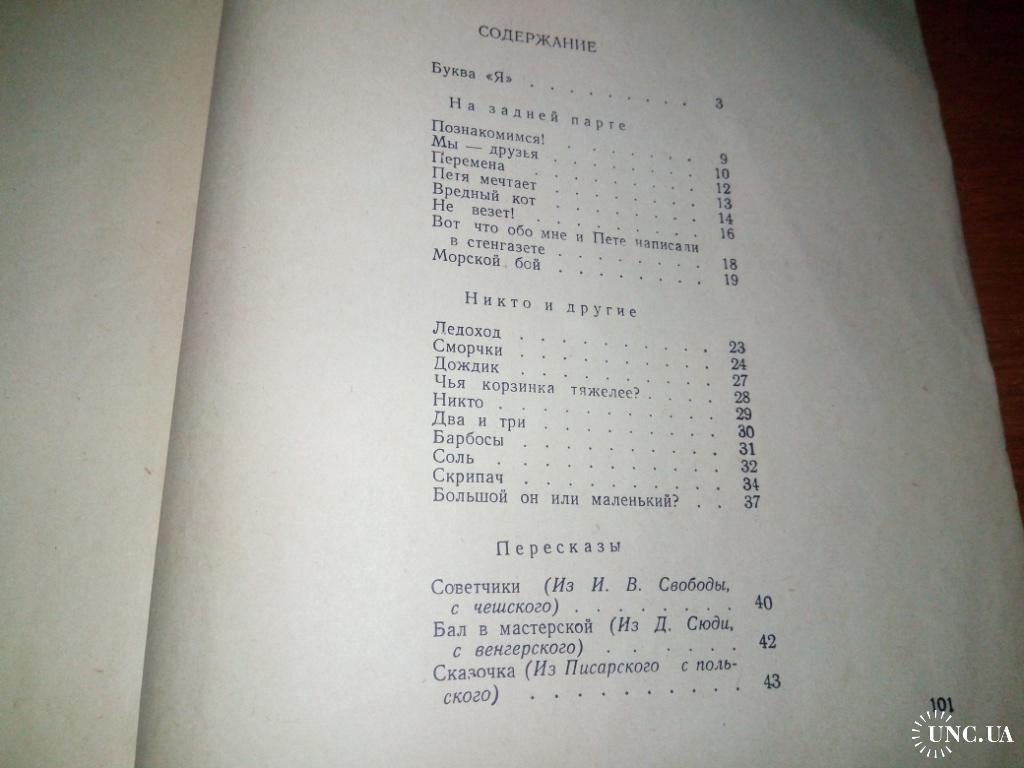 СОДЕРЖАНИЕ
Буква «Я» . . . . . . . . . 3
На задней парте
Познакомимся! . . . . . . . 9
Мы — друзья . . . . . . . 10
Перемена . . . . . . . . 12
Петя мечтает . . . . . . . 13
Вредный кот . . . . . . . 14
Не везет! . . . . . . . . 16
Вот что обо мне и Пете написали
в стенгазете . . . . . . . 18
Морской бой . . . . . . . 19
Никто и другие
Ледоход . . . . . . . . . 23
Сморчки . . . . . . . . . 24
Дождик . . . . . . . . . 27
Чья корзинка тяжелее? . . . . 28
Никто . . . . . . . . . . 29
Два и три . . . . . . . . 30
Барбосы . . . . . . . . . 31
Соль . . . . . . . . . . 32
Скрипач . . . . . . . . . 34
Большой он или маленький? . . 37
Пересказы
Советчики (Из И. В. Свободы,
с чешского) . . . . . . . . 40
Бал в мастерской (Из Д. Сюди,
с венгерского) . . . . . . 42
Сказочка (Из Писарского с поль-
ского) . . . . . . . . . . 43
101
UNC.UA